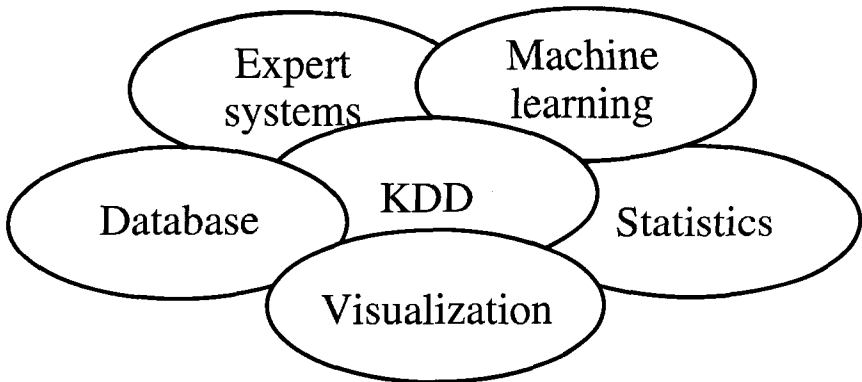 Expert
systems
Machine
learning
Database
KDD
Statistics
Visualization